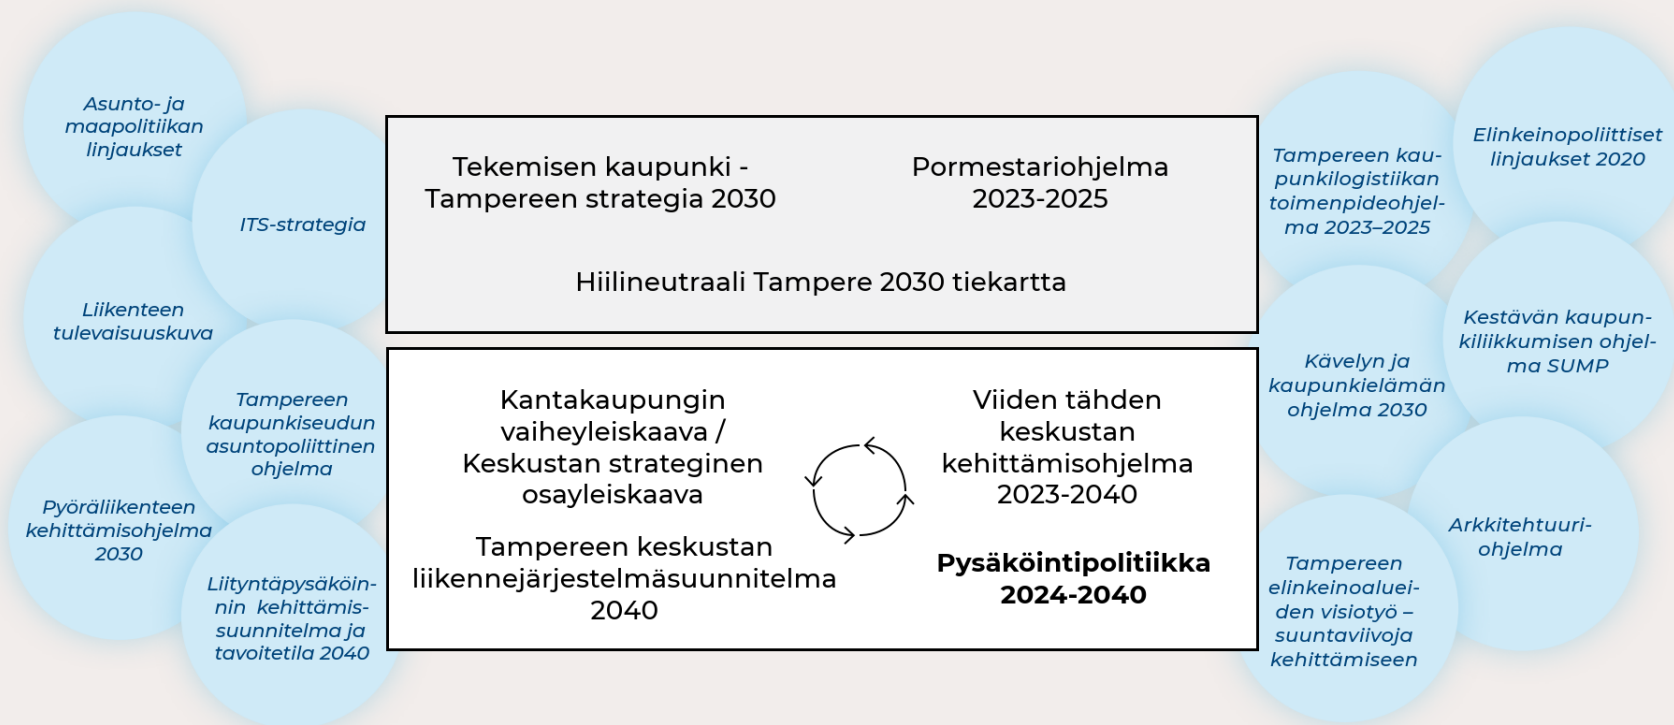 Asunto- ja
maapolitiikan
linjaukset
ITS-strategia
Liikenteen
tulevaisuuskuva
Tampereen
kaupunkiseudun
asuntopoliittinen
ohjelma
Pyöräliikenteen
kehittämisohjelma
2030
Liityntäpysäköin-
nin kehittämis-
suunnitelma ja
tavoitetila 2040
Tekemisen kaupunki -
Tampereen strategia 2030
Pormestariohjelma
2023-2025
Hiilineutraali Tampere 2030 tiekartta
Kantakaupungin
vaiheyleiskaava /
Keskustan strateginen
osayleiskaava
Viiden tähden
keskustan
kehittämisohjelma
2023-2040
Tampereen keskustan
liikennejärjestelmäsuunnitelma
2040
Pysäköintipolitiikka
2024-2040
Tampereen kau-
punkilogistiikan
toimenpideohjel-
ma 2023–2025
Elinkeinopoliittiset
linjaukset 2020
Kävelyn ja
kaupunkielämän
ohjelma 2030
Kestävän kaupun-
kiliikkumisen ohjel-
ma SUMP
Arkkitehtuuri-
ohjelma
Tampereen
elinkeinoaluei-
den visiotyö –
suuntaviivoja
kehittämiseen